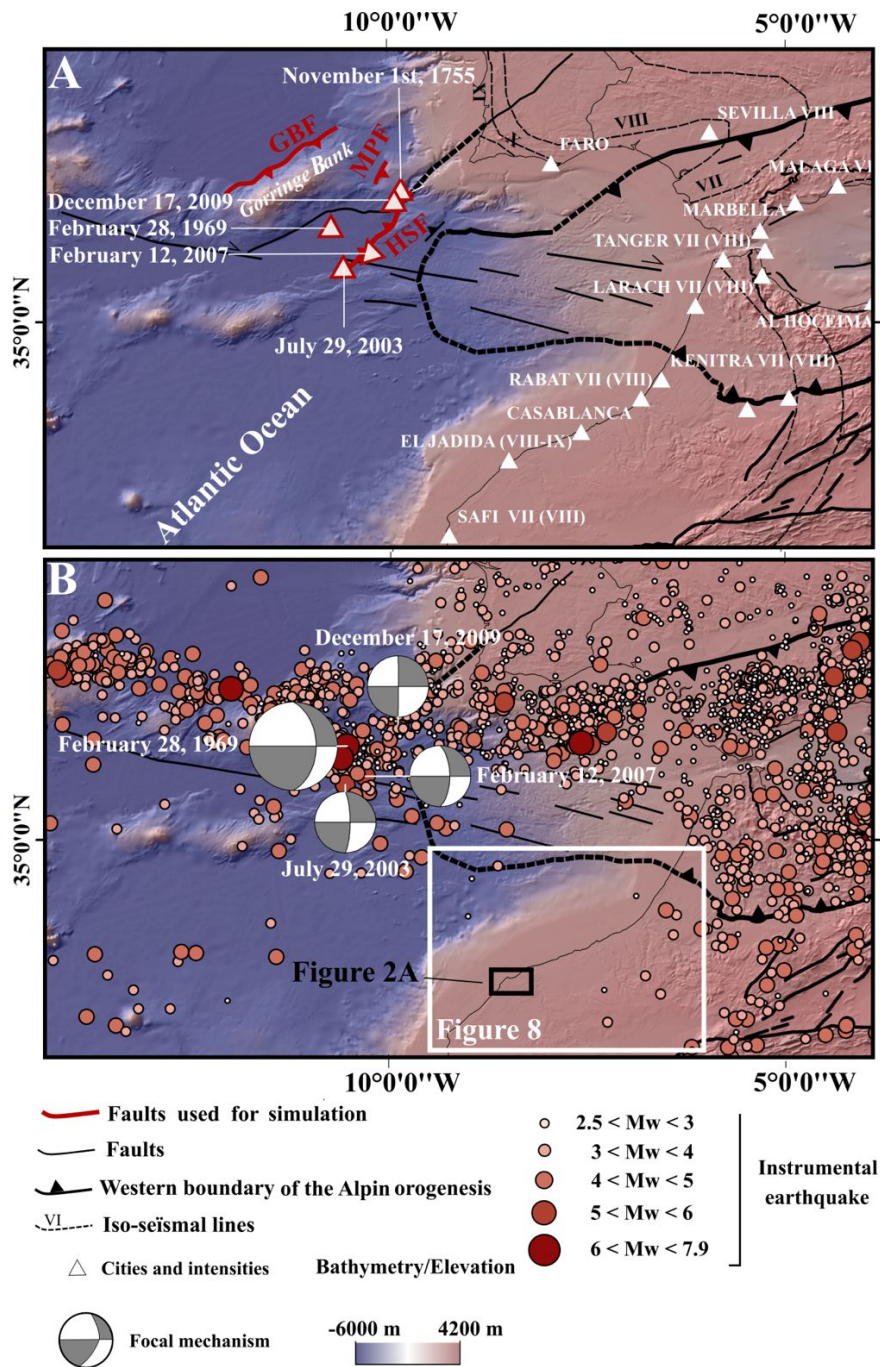 10°0'0''W
5°0'0''W
A
November 1st, 1755
IX
X
VIII
SEVILLA VIII
GBF
Gorringe Bank
MPF
FARO
VII
December 17, 2009
MARBELLA
February 28, 1969
HSF
TANGER VII (VIII)
February 12, 2007
LARACH VII (VIII)
35°0'0''N
AL HOCEIMA
July 29, 2003
KENITRA VII (VIII)
RABAT VII (VIII)
CASABLANCA
Atlantic Ocean
EL JADIDA (VIII-IX)
SAFI VII (VIII)
B
December 17, 2009
February 28, 1969
February 12, 2007
35°0'0''N
July 29, 2003
Figure 2A
Figure 8
10°0'0''W
5°0'0''W
Faults used for simulation
Faults
Western boundary of the Alpin orogenesis
VI
Iso-seïsmal lines
Cities and intensities
Focal mechanism
Bathymetry/Elevation
-6000 m
4200 m
2.5 < Mw < 3
3 < Mw < 4
4 < Mw < 5
5 < Mw < 6
6 < Mw < 7.9
Instrumental
earthquake